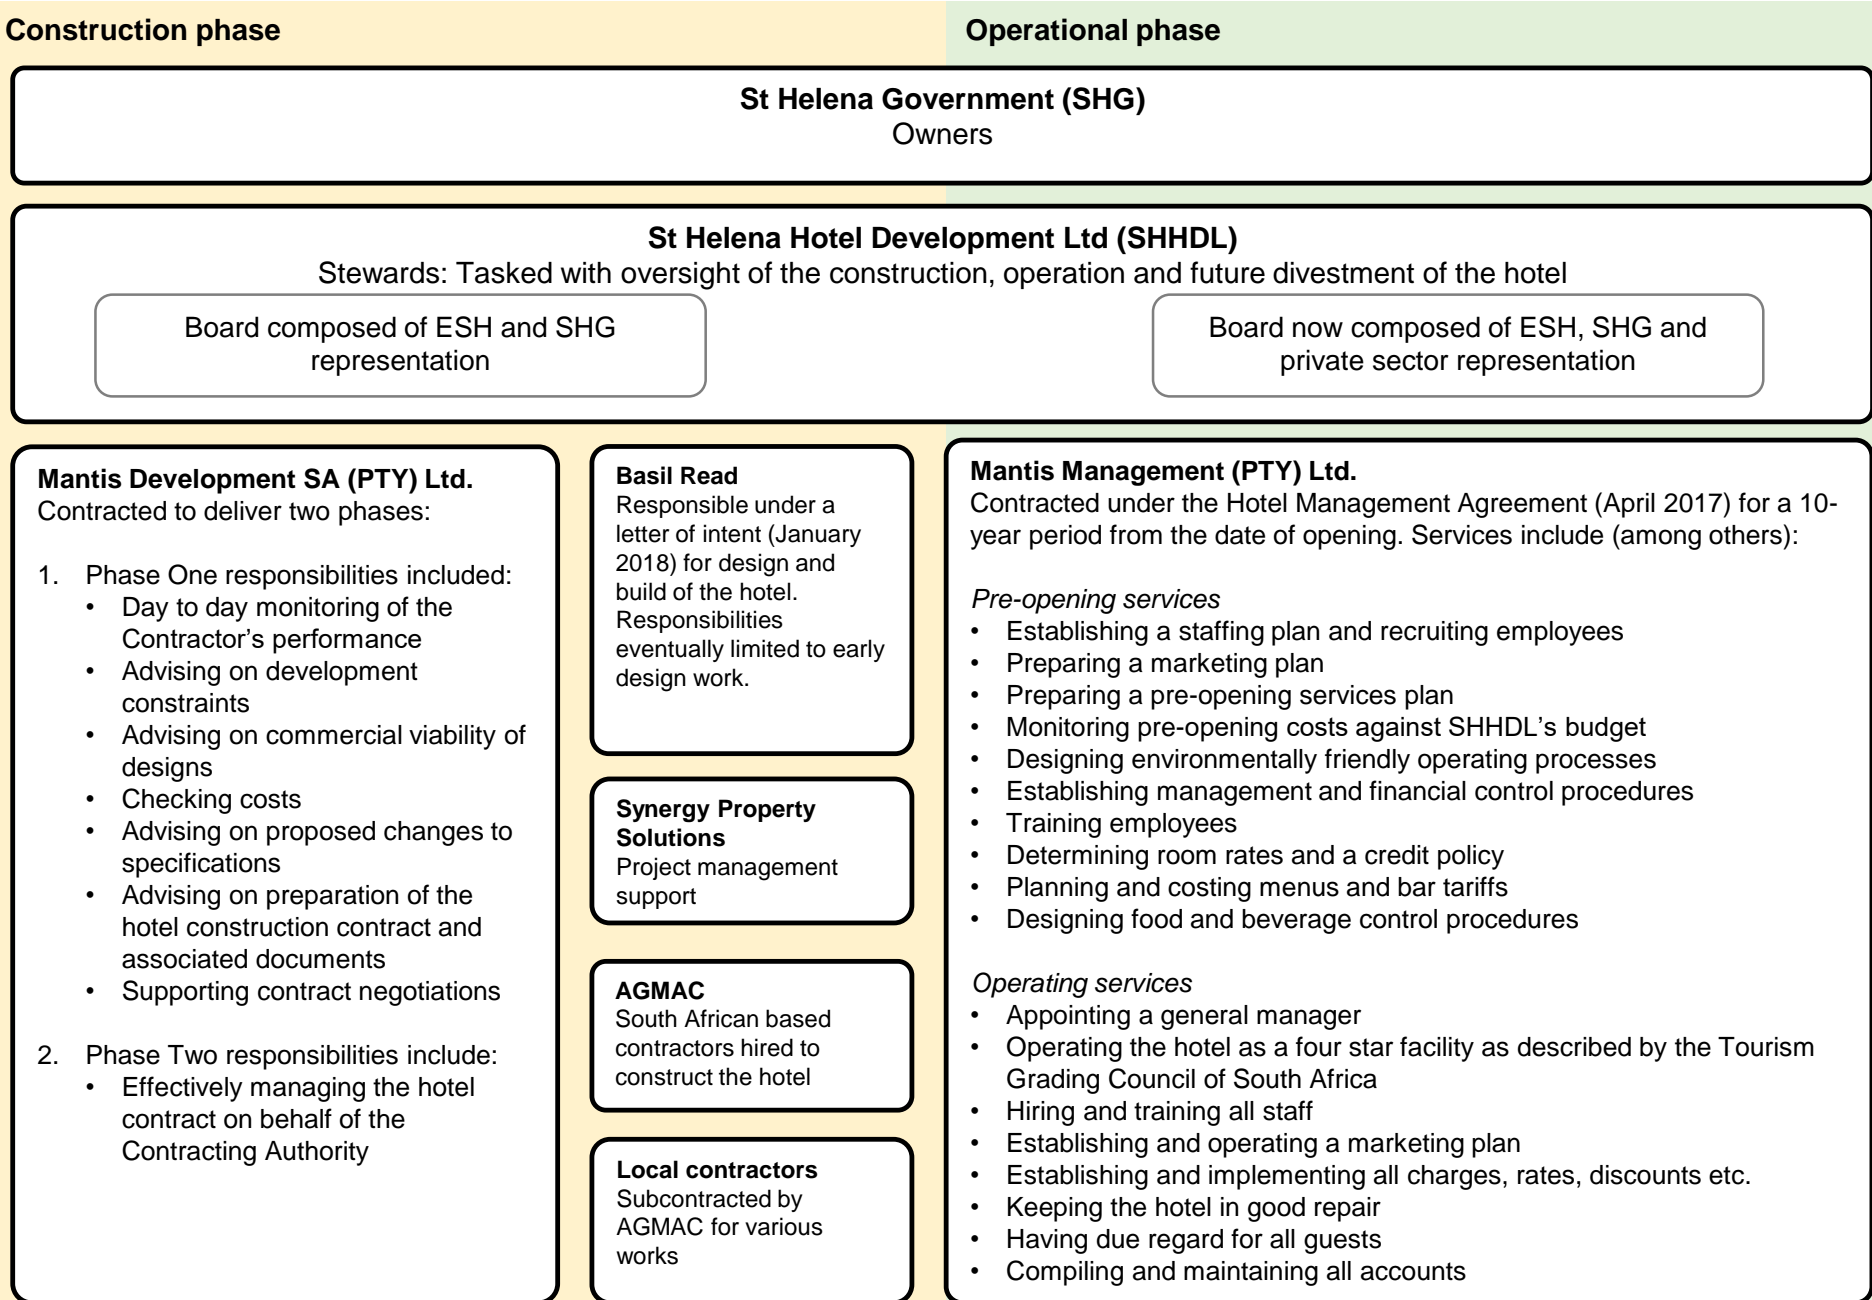 Construction phase
Operational phase
St Helena Government (SHG)
Owners
St Helena Hotel Development Ltd (SHHDL)
Stewards: Tasked with oversight of the construction, operation and future divestment of the hotel
Board composed of ESH and SHG
representation
Board now composed of ESH, SHG and
private sector representation
Mantis Development SA (PTY) Ltd.
Contracted to deliver two phases:
1. Phase One responsibilities included:
• Day to day monitoring of the
Contractor's performance
• Advising on development
constraints
• Advising on commercial viability of
designs
• Checking costs
• Advising on proposed changes to
specifications
• Advising on preparation of the
hotel construction contract and
associated documents
• Supporting contract negotiations
2. Phase Two responsibilities include:
• Effectively managing the hotel
contract on behalf of the
Contracting Authority
Basil Read
Responsible under a
letter of intent (January
2018) for design and
build of the hotel.
Responsibilities
eventually limited to early
design work.
Synergy Property
Solutions
Project management
support
AGMAC
South African based
contractors hired to
construct the hotel
Local contractors
Subcontracted by
AGMAC for various
works
Mantis Management (PTY) Ltd.
Contracted under the Hotel Management Agreement (April 2017) for a 10-
year period from the date of opening. Services include (among others):
Pre-opening services
• Establishing a staffing plan and recruiting employees
• Preparing a marketing plan
• Preparing a pre-opening services plan
• Monitoring pre-opening costs against SHHDL's budget
• Designing environmentally friendly operating processes
• Establishing management and financial control procedures
• Training employees
• Determining room rates and a credit policy
• Planning and costing menus and bar tariffs
• Designing food and beverage control procedures
Operating services
• Appointing a general manager
• Operating the hotel as a four star facility as described by the Tourism
Grading Council of South Africa
• Hiring and training all staff
• Establishing and operating a marketing plan
• Establishing and implementing all charges, rates, discounts etc.
• Keeping the hotel in good repair
• Having due regard for all guests
• Compiling and maintaining all accounts